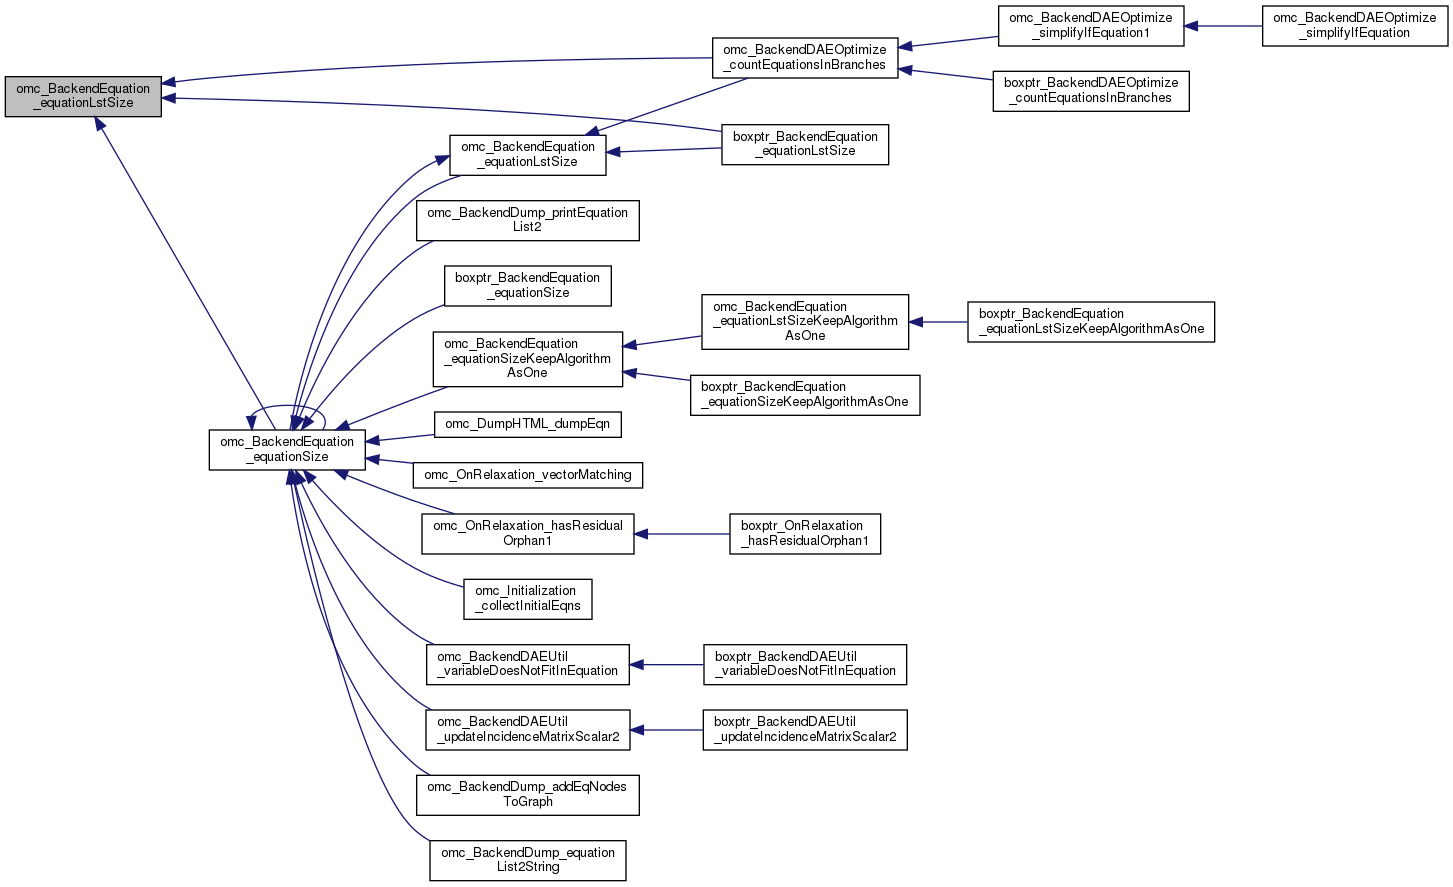 omc_BackendEquation
_equationLstSize
omc_BackendDAEOptimize
_countEquationsInBranches
omc_BackendDAEOptimize
_simplifyIfEquation1
omc_BackendDAEOptimize
_simplifyIfEquation
boxptr_BackendDAEOptimize
_countEquationsInBranches
boxptr_BackendEquation
_equationLstSize
omc_BackendEquation
_equationSize
omc_BackendEquation
_equationLstSize
omc_BackendDump_printEquation
List2
boxptr_BackendEquation
_equationSize
omc_BackendEquation
_equationSizeKeepAlgorithm
AsOne
omc_BackendEquation
_equationLstSizeKeepAlgorithm
AsOne
boxptr_BackendEquation
_equationLstSizeKeepAlgorithmAsOne
boxptr_BackendEquation
_equationSizeKeepAlgorithmAsOne
omc_DumpHTML_dumpEqn
omc_OnRelaxation_vectorMatching
omc_OnRelaxation_hasResidual
Orphan1
boxptr_OnRelaxation
_hasResidualOrphan1
omc_Initialization
_collectInitialEqns
omc_BackendDAEUtil
_variableDoesNotFitInEquation
boxptr_BackendDAEUtil
_variableDoesNotFitInEquation
omc_BackendDAEUtil
_updateIncidenceMatrixScalar2
boxptr_BackendDAEUtil
_updateIncidenceMatrixScalar2
omc_BackendDump_addEqNodes
ToGraph
omc_BackendDump_equation
List2String